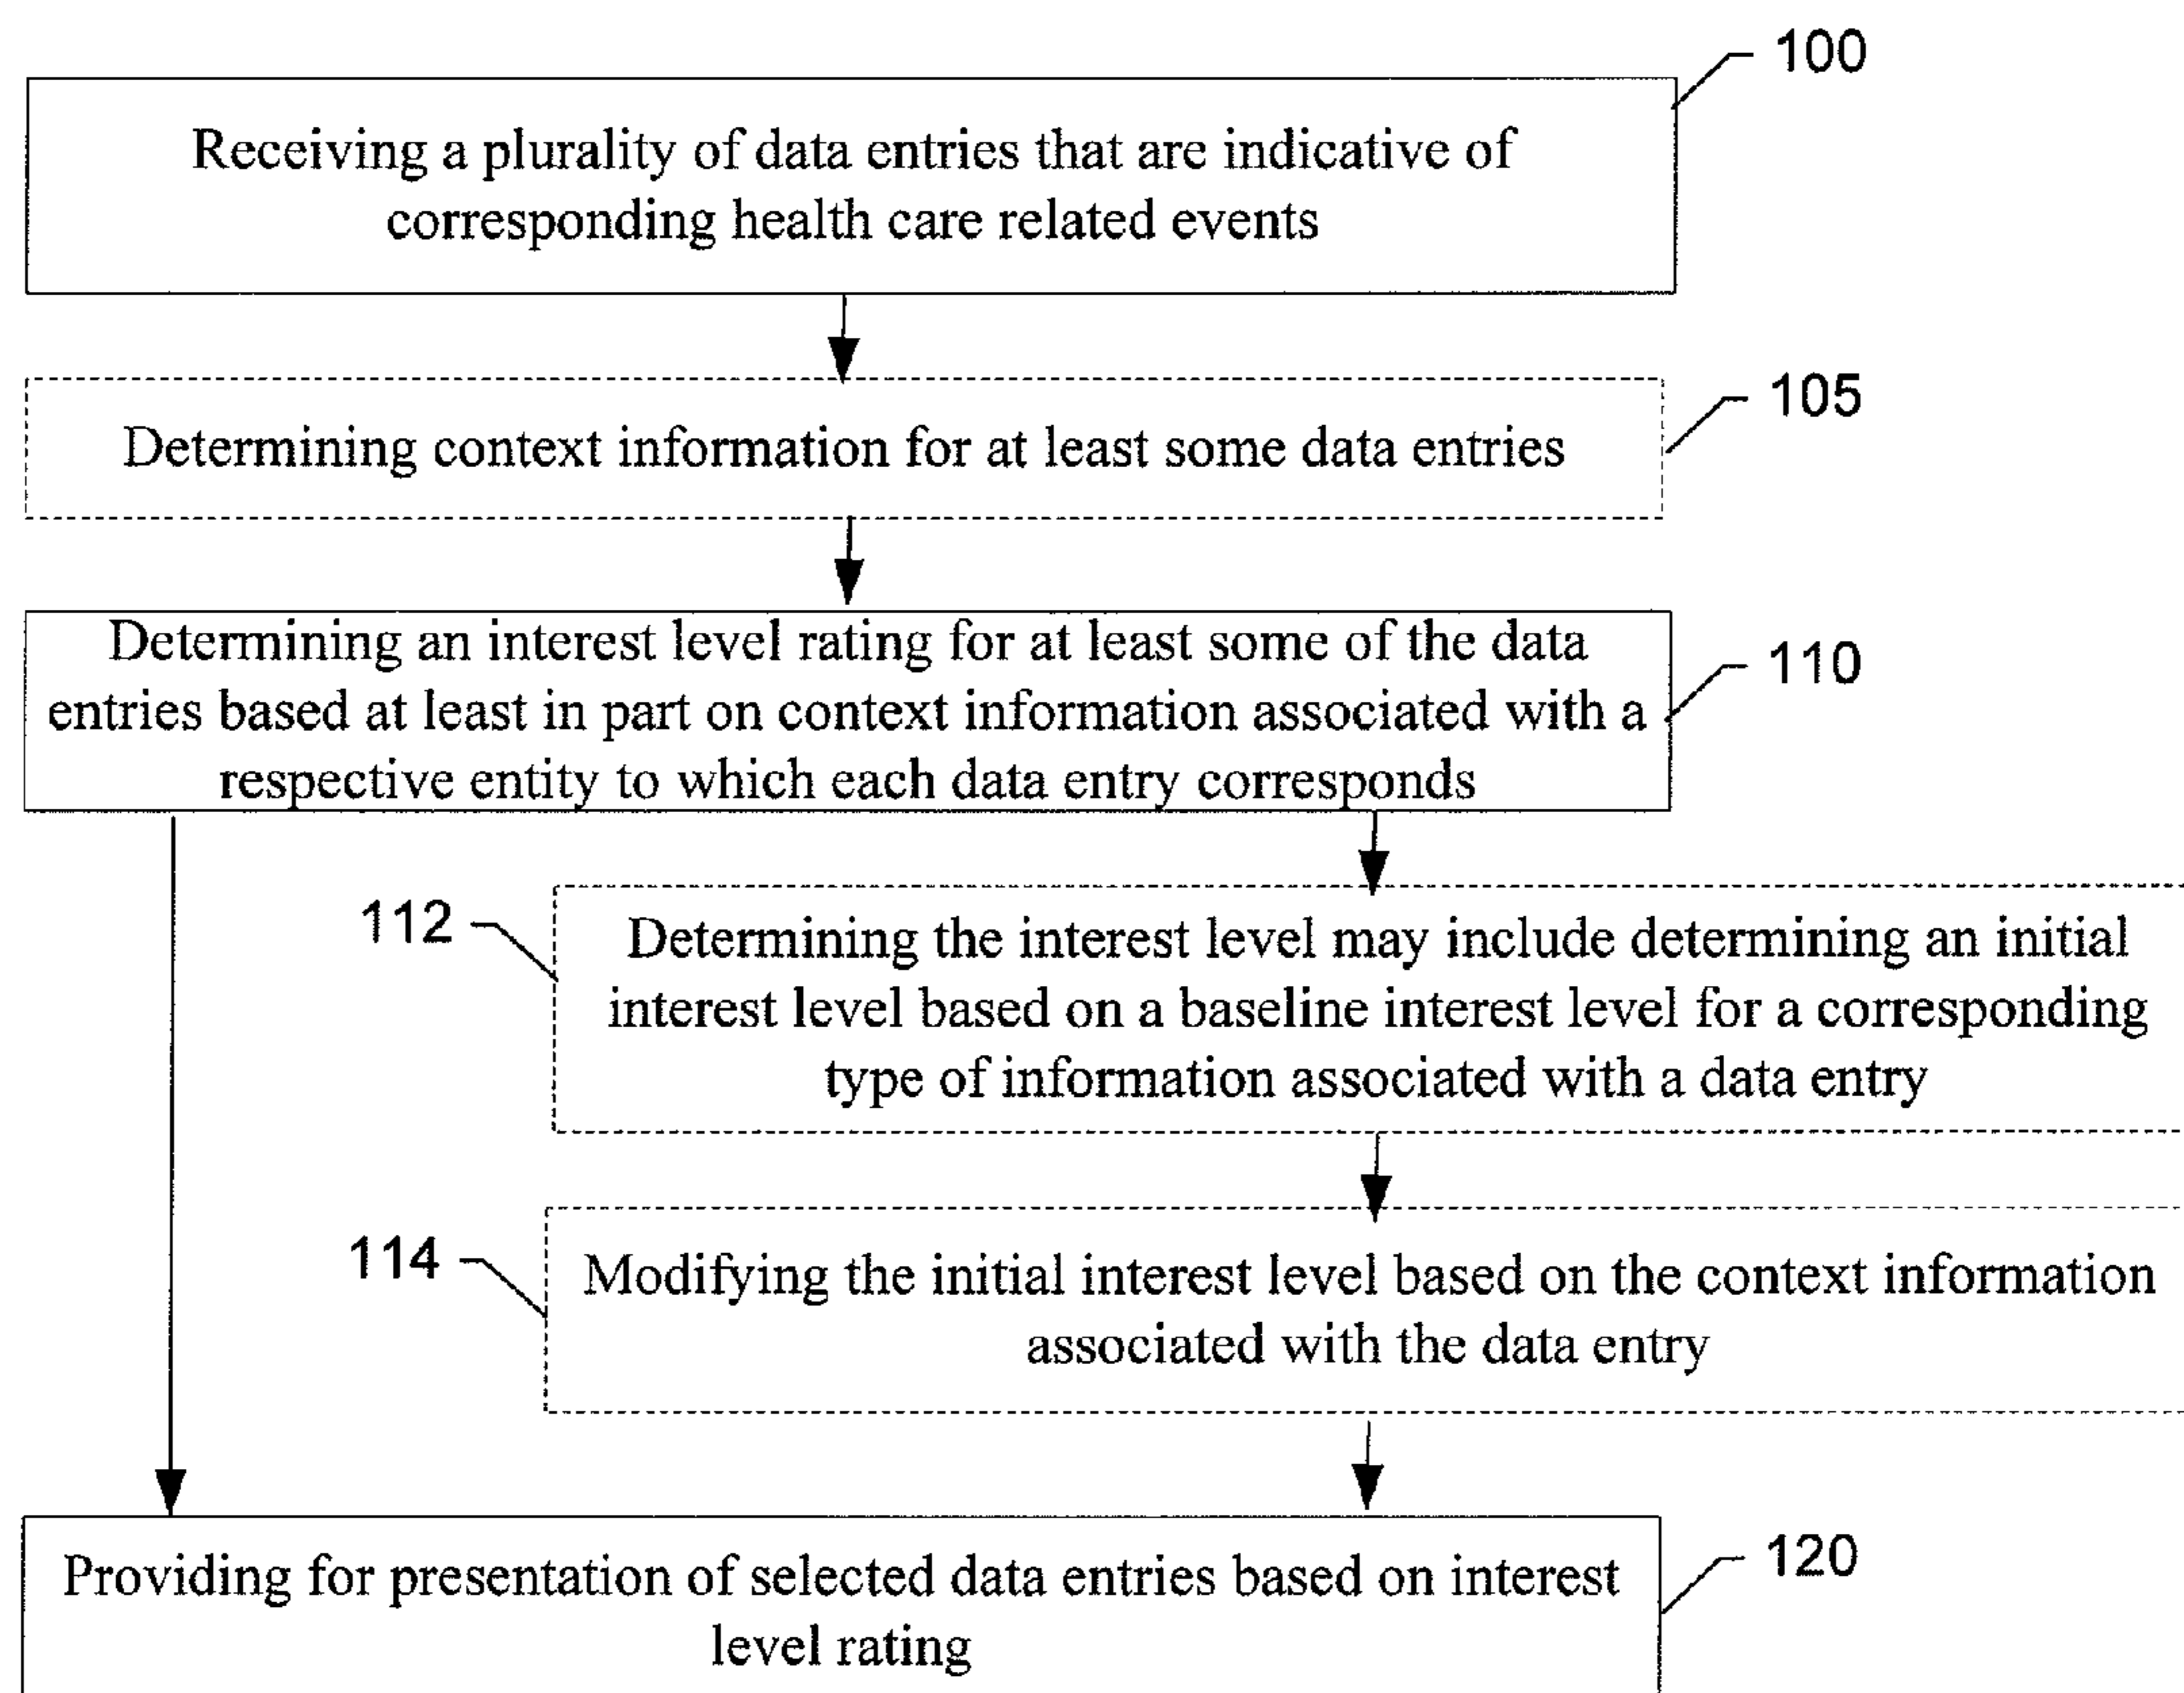 100
Receiving a plurality of data entries that are indicative of
corresponding health care related events
105
Determining context information for at least some data entries
110
Determining an interest level rating for at least some of the data
entries based at least in part on context information associated with a
respective entity to which each data entry corresponds
112
Determining the interest level may include determining an initial
interest level based on a baseline interest level for a corresponding
type of information associated with a data entry
114
Modifying the initial interest level based on the context information
associated with the data entry
120
Providing for presentation of selected data entries based on interest
level rating